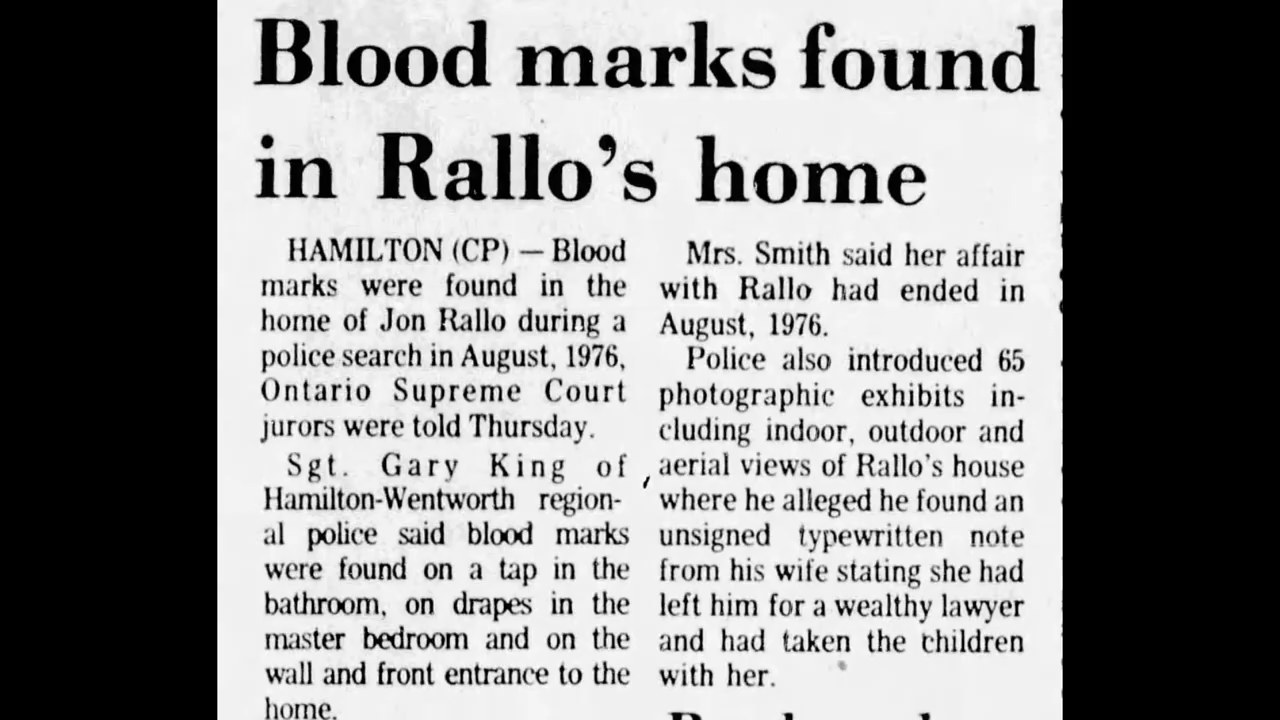 Blood marks found
in Rallo's home
HAMILTON (CP) — Blood
marks were found in the
home of Jon Rallo during a
police search in August, 1976,
Ontario Supreme Court
jurors were told Thursday.
Sgt. Gary King of
Hamilton-Wentworth region-
al police said blood marks
were found on a tap in the
bathroom, on drapes in the
master bedroom and on the
wall and front entrance to the
home.
Mrs. Smith said her affair
with Rallo had ended in
August, 1976.
Police also introduced 65
photographic exhibits in-
cluding indoor, outdoor and
aerial views of Rallo's house
where he alleged he found an
unsigned typewritten note
from his wife stating she had
left him for a wealthy lawyer
and had taken the children
with her.